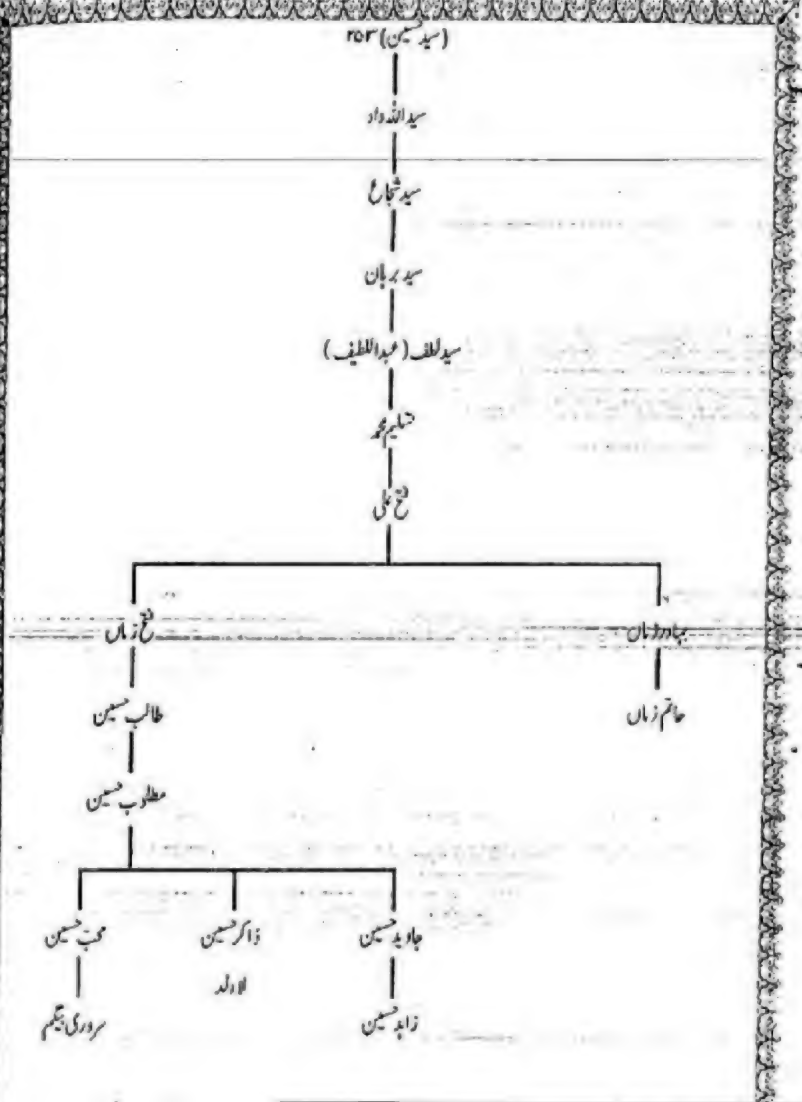 (سید حسین) ۲۵۳
سید اللہ داد
سید شجاع
سید برہان
سید لطف (عبداللطیف)
تسلیم محمد
فتح علی
بہادر زماں
فتح زماں
حاتم زماں
طالب حسین
مطلوب حسین
جاوید حسین
ذاکر حسین
محب حسین
لاولد
زاہد حسین
سروری بیگم